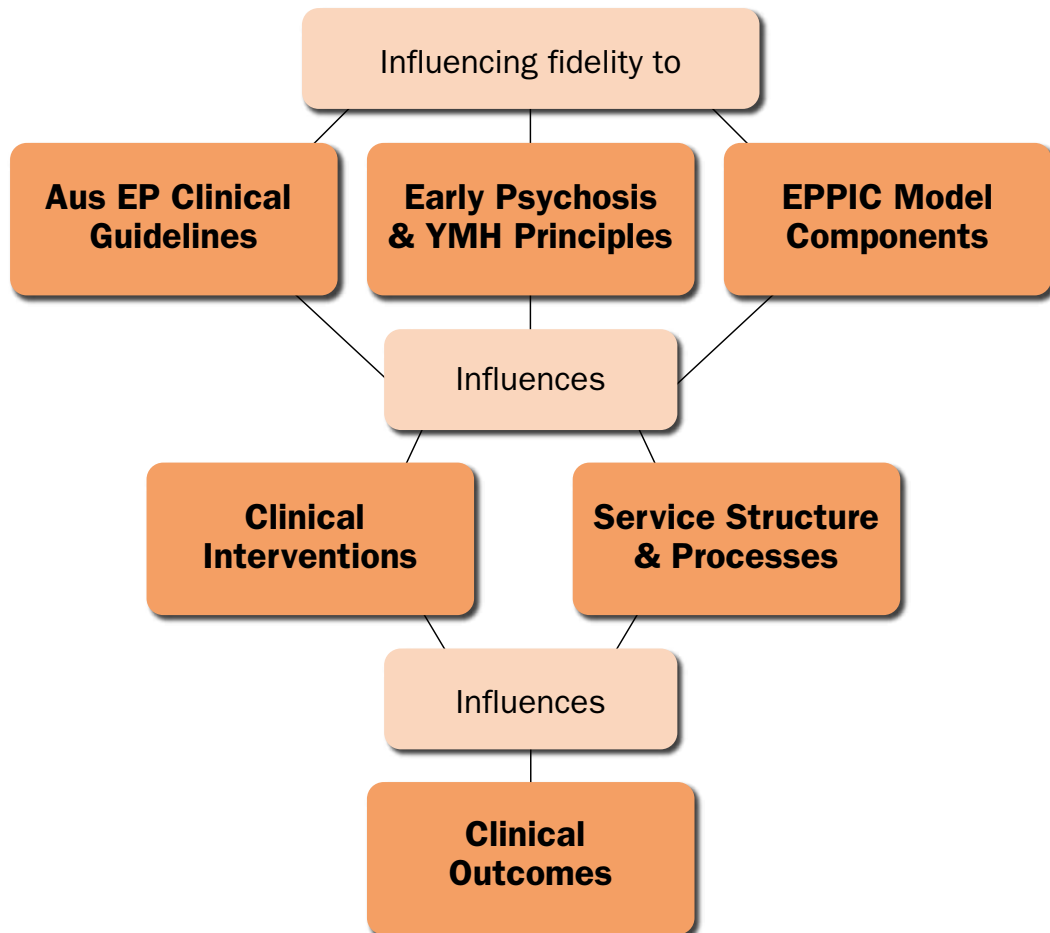 Influencing fidelity to
Aus EP Clinical
Guidelines
Early Psychosis
& YMH Principles
EPPIC Model
Components
Influences
Clinical
Interventions
Service Structure
& Processes
Influences
Clinical
Outcomes